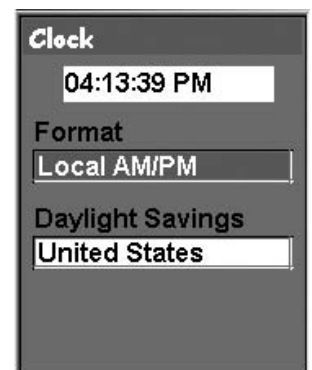 Clock
04:13:39 PM
Format
Local AM/PM
Daylight Savings
United States